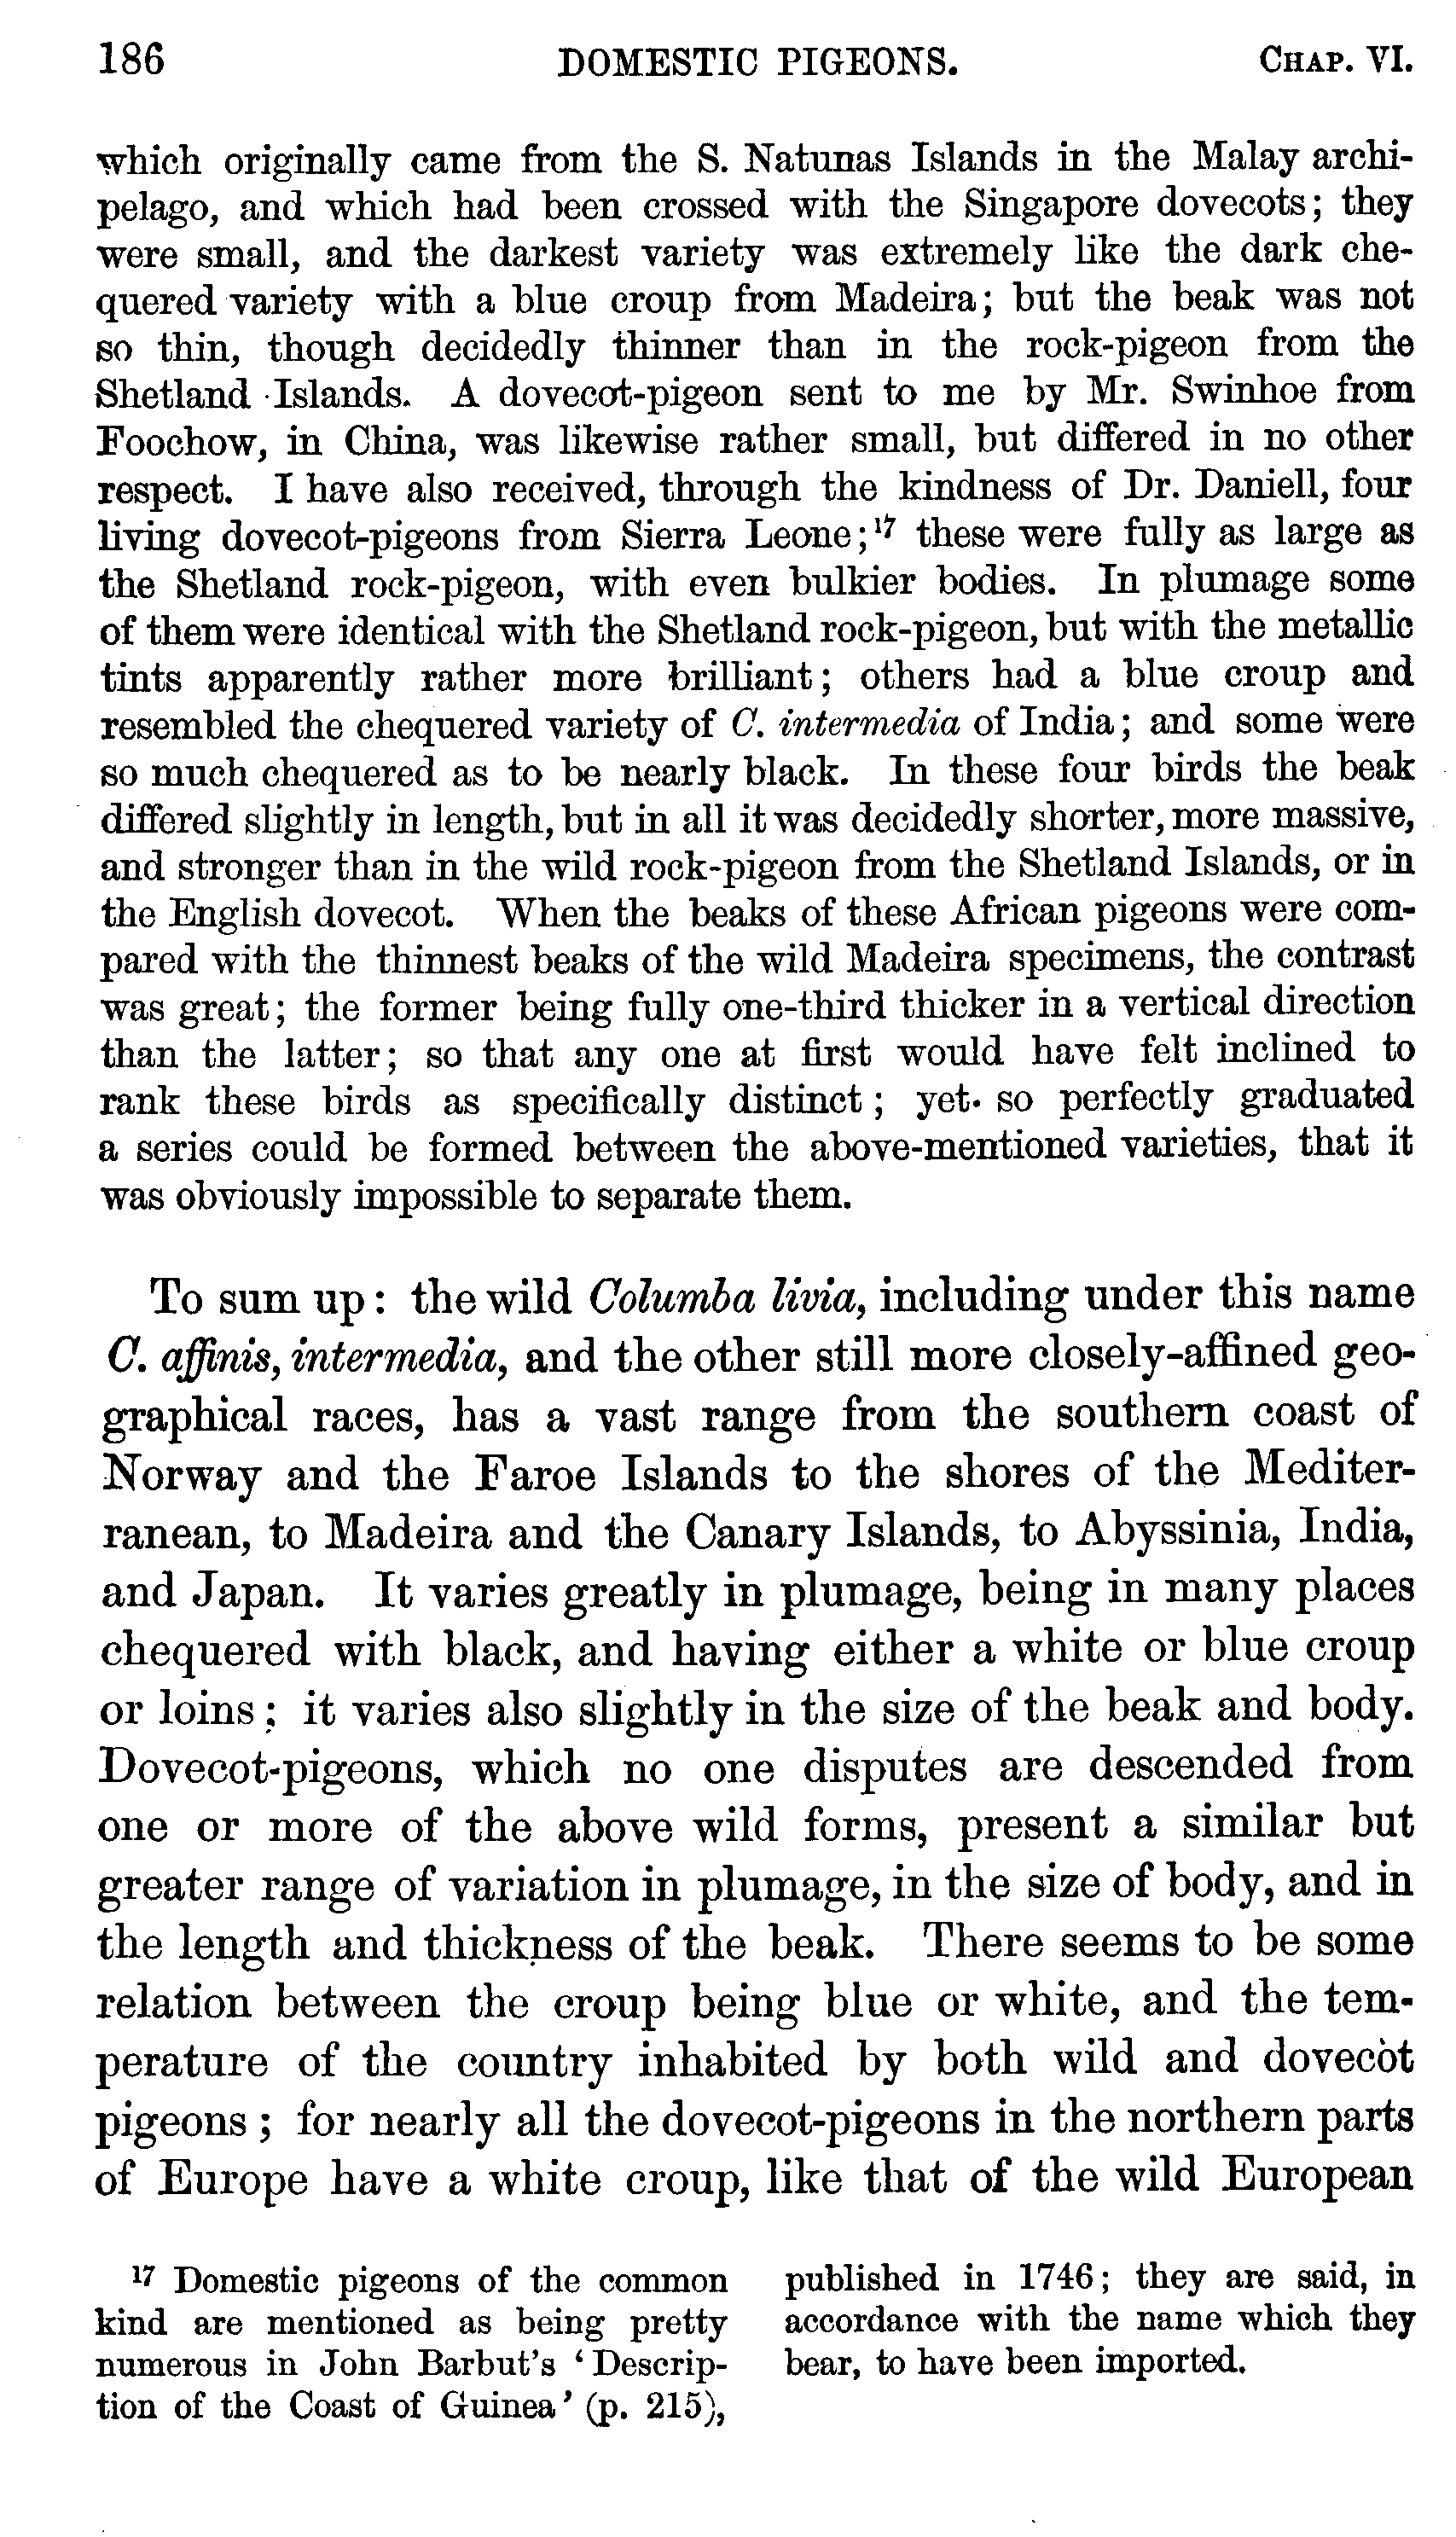 186 DOMESTIC PIGEONS. CHAP. VI.
which originally came from the S. Natunas Islands in the Malay archi-
pelago, and which had been crossed with the Singapore dovecots; they
were small, and the darkest variety was extremely like the dark che-
quered variety with a blue croup from Madeira; but the beak was not
so thin, though decidedly thinner than in the rock-pigeon from the
Shetland Islands. A dovecot-pigeon sent to me by Mr. Swinhoe from
Foochow, in China, was likewise rather small, but differed in no other
respect. I have also received, through the kindness of Dr. Daniell, four
living dovecot-pigeons from Sierra Leone;¹⁷ these were fully as large as
the Shetland rock-pigeon, with even bulkier bodies. In plumage some
of them were identical with the Shetland rock-pigeon, but with the metallic
tints apparently rather more brilliant; others had a blue croup and
resembled the chequered variety of C. intermedia of India; and some were
so much chequered as to be nearly black. In these four birds the beak
differed slightly in length, but in all it was decidedly shorter, more massive,
and stronger than in the wild rock-pigeon from the Shetland Islands, or in
the English dovecot. When the beaks of these African pigeons were com-
pared with the thinnest beaks of the wild Madeira specimens, the contrast
was great; the former being fully one-third thicker in a vertical direction
than the latter; so that any one at first would have felt inclined to
rank these birds as specifically distinct; yet so perfectly graduated
a series could be formed between the above-mentioned varieties, that it
was obviously impossible to separate them.
To sum up: the wild Columba livia, including under this name
C. affinis, intermedia, and the other still more closely-affined geo-
graphical races, has a vast range from the southern coast of
Norway and the Faroe Islands to the shores of the Mediter-
ranean, to Madeira and the Canary Islands, to Abyssinia, India,
and Japan. It varies greatly in plumage, being in many places
chequered with black, and having either a white or blue croup
or loins; it varies also slightly in the size of the beak and body.
Dovecot-pigeons, which no one disputes are descended from
one or more of the above wild forms, present a similar but
greater range of variation in plumage, in the size of body, and in
the length and thickness of the beak. There seems to be some
relation between the croup being blue or white, and the tem-
perature of the country inhabited by both wild and dovecot
pigeons; for nearly all the dovecot-pigeons in the northern parts
of Europe have a white croup, like that of the wild European
¹⁷ Domestic pigeons of the common
kind are mentioned as being pretty
numerous in John Barbut's 'Descrip-
tion of the Coast of Guinea' (p. 215),
published in 1746; they are said, in
accordance with the name which they
bear, to have been imported.